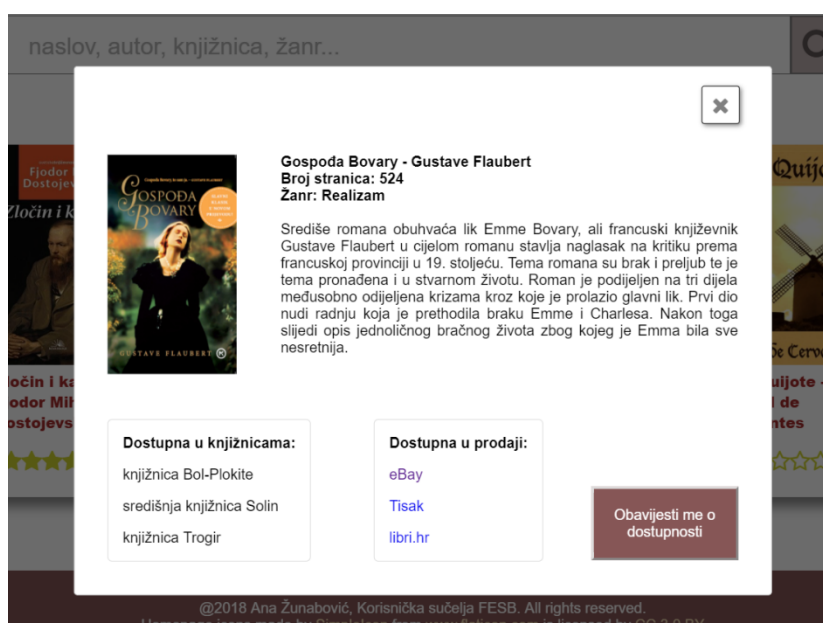 naslov, autor, knjižnica, žanr...
Fjodor
Zločin i k
GOSPOĐA
BOVARY
GUSTAVE FLAUBERT
Gospođa Bovary - Gustave Flaubert
Broj stranica: 524
Žanr: Realizam
Središe romana obuhvaća lik Emme Bovary, ali francuski književnik
Gustave Flaubert u cijelom romanu stavlja naglasak na kritiku prema
francuskoj provinciji u 19. stoljeću. Tema romana su brak i preljub te je
tema pronađena i u stvarnom životu. Roman je podijeljen na tri dijela
međusobno odijeljena krizama kroz koje je prolazio glavni lik. Prvi dio
nudi radnju koja je prethodila braku Emme i Charlesa. Nakon toga
slijedi opis jednoličnog bračnog života zbog kojeg je Emma bila sve
nesretnija.
Quijo
de Cerv
ločin i ka
odor Mih
ostojevs
uijote -
l de
ntes
Dostupna u knjižnicama:
knjižnica Bol-Plokite
središnja knjižnica Solin
knjižnica Trogir
Dostupna u prodaji:
eBay
Tisak
libri.hr
Obavijesti me o
dostupnosti
@2018 Ana Žunabović, Korisnička sučelja FESB. All rights reserved.